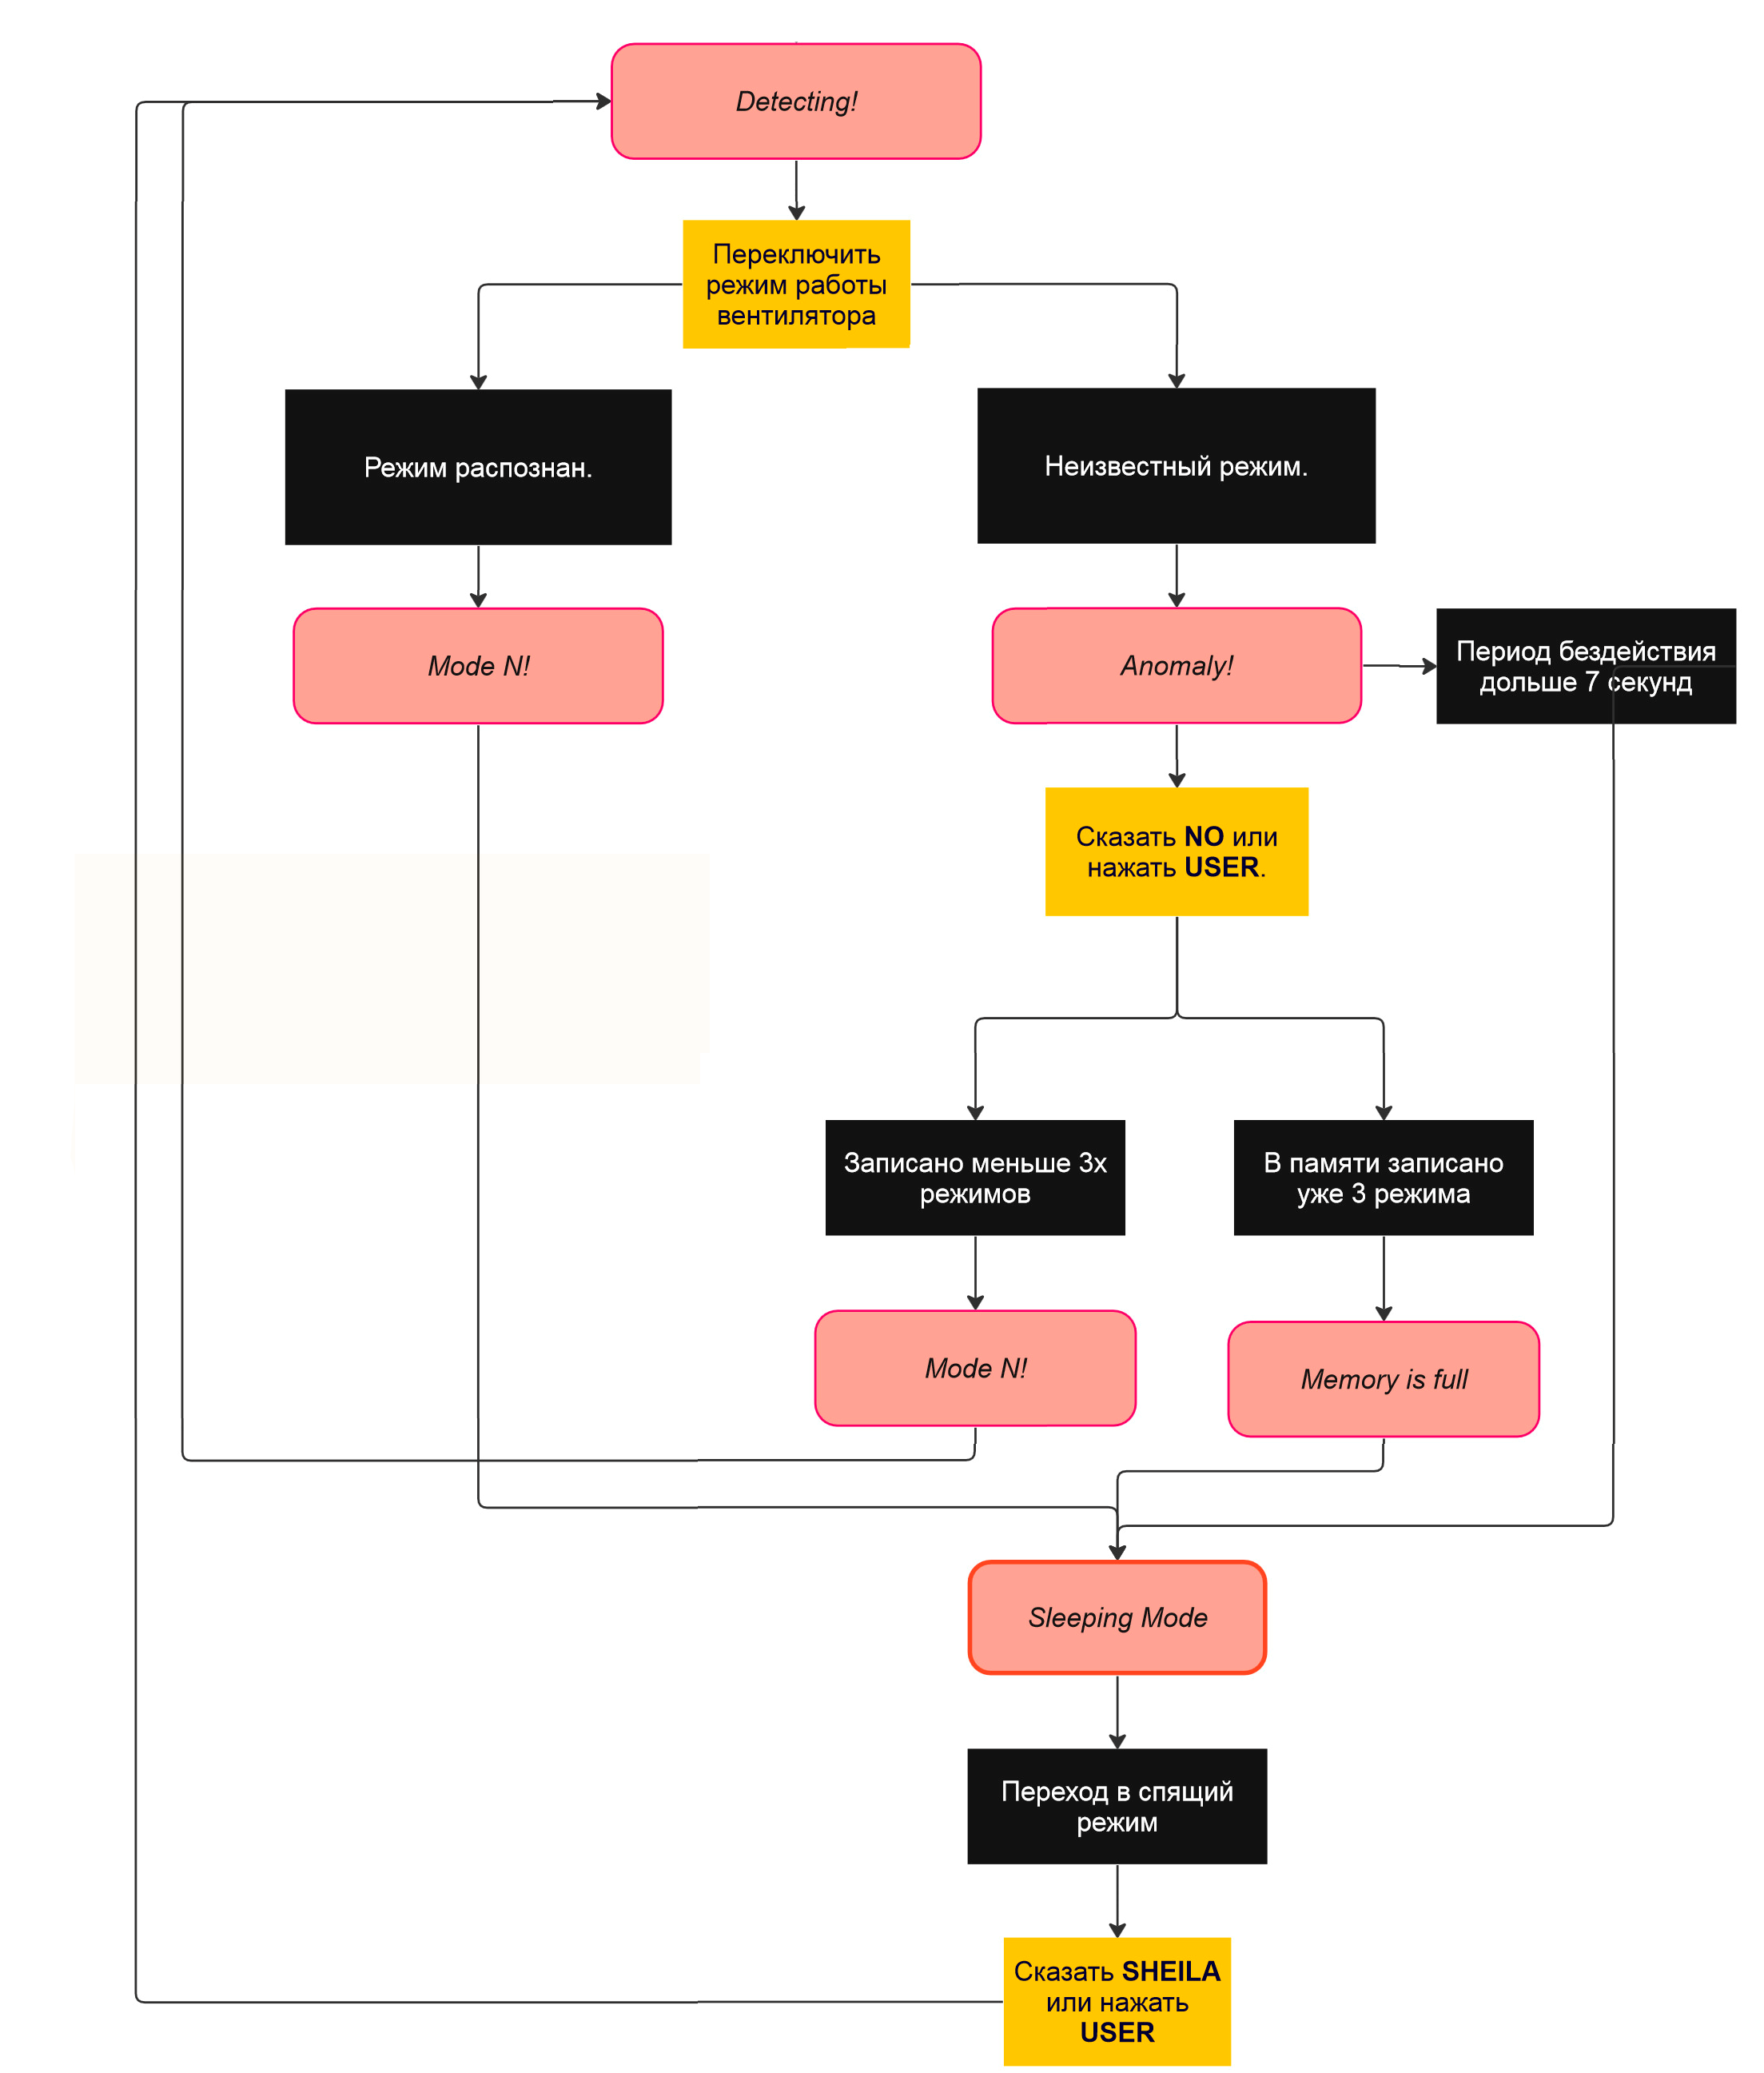 Detecting!
Переключить
режим работы
вентилятора
Режим распознан.
Неизвестный режим.
Mode N!
Anomaly!
Период бездействия
дольше 7 секунд
Сказать NO или
нажать USER.
Записано меньше 3х
режимов
В памяти записано
уже 3 режима
Mode N!
Memory is full
Sleeping Mode
Переход в спящий
режим
Сказать SHEILA
или нажать
USER